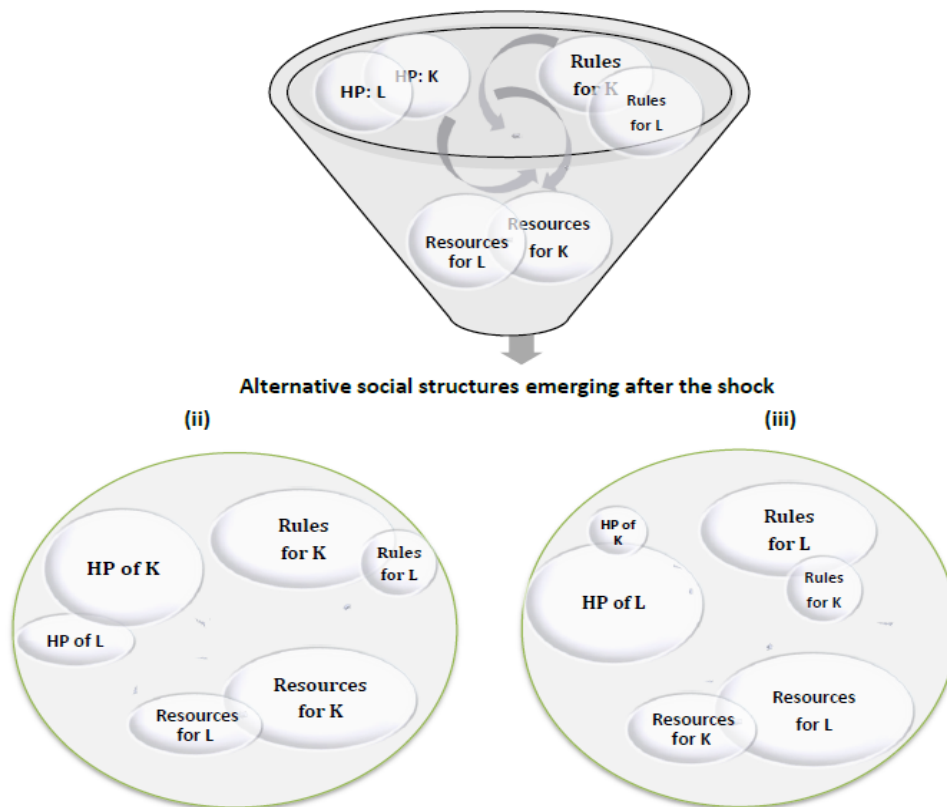 HP: L
HP: K
Rules
for K
Rules
for L
Resources
for L
Resources
for K
Alternative social structures emerging after the shock
(ii)
(iii)
HP of K
HP of L
Rules
for K
Rules
for L
Resources
for L
Resources
for K
HP of
K
HP of L
Rules
for L
Rules
for K
Resources
for K
Resources
for L